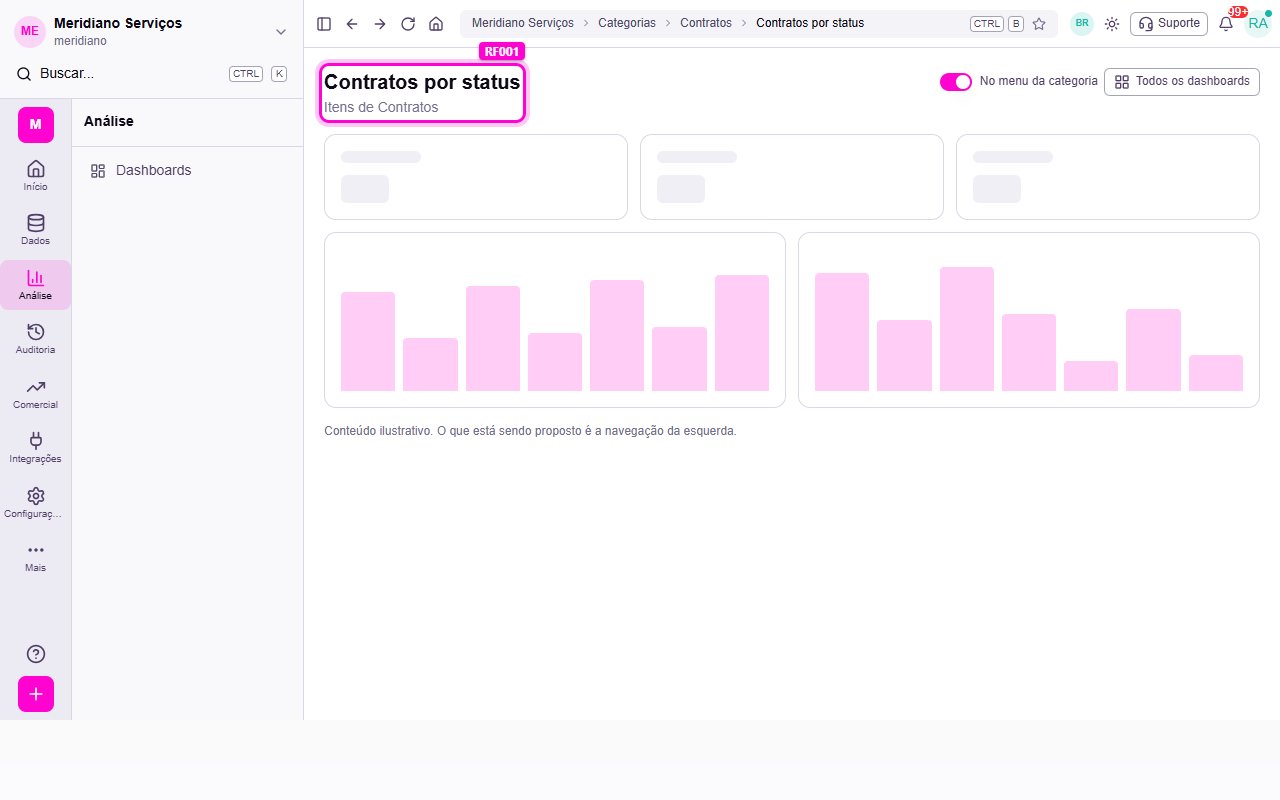 ME
Meridiano Serviços
meridiano
Buscar...
CTRL K
M
Início
Dados
Análise
Auditoria
Comercial
Integrações
Configuraç...
Mais
Análise
Dashboards
Meridiano Serviços > Categorias > Contratos > Contratos por status
CTRL B
BR
Suporte
99+
RA
RF001
Contratos por status
Itens de Contratos
No menu da categoria
Todos os dashboards
Conteúdo ilustrativo. O que está sendo proposto é a navegação da esquerda.